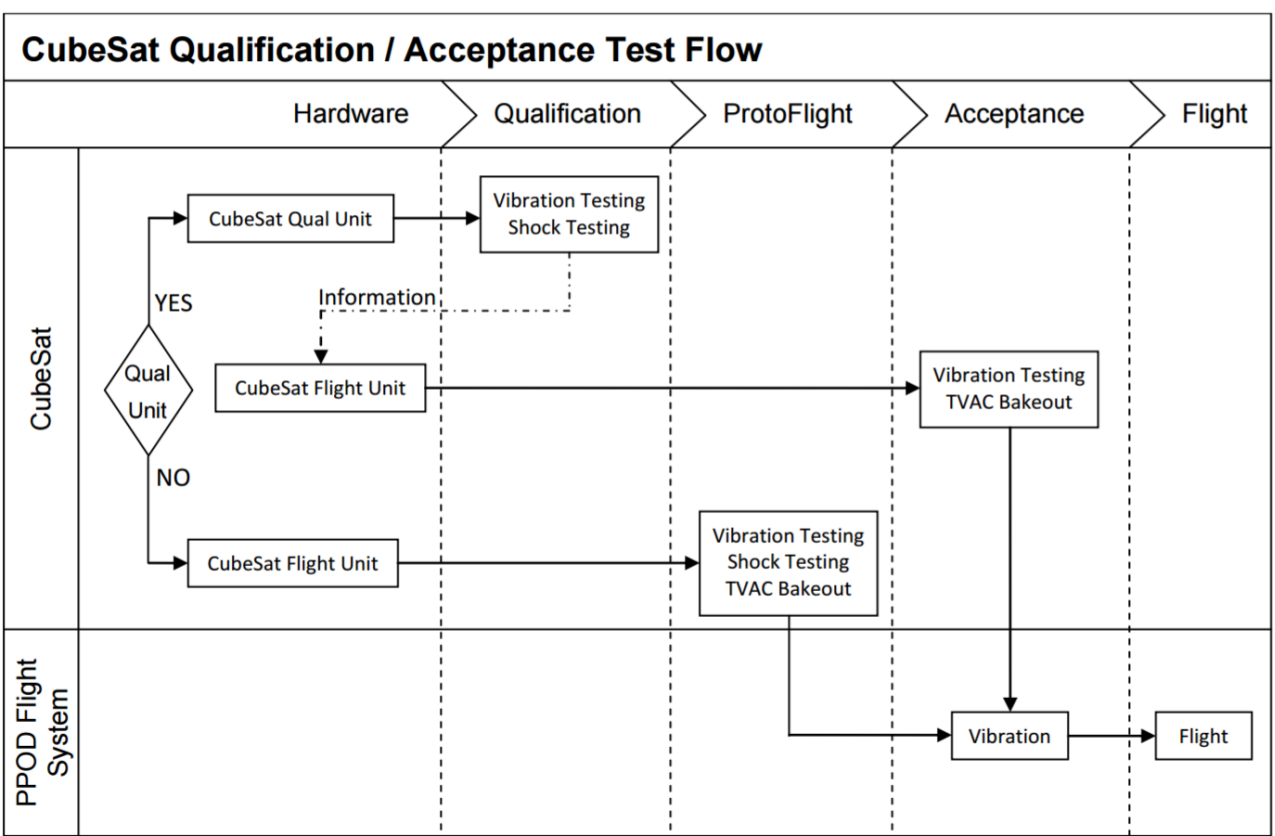 CubeSat Qualification / Acceptance Test Flow
Hardware
Qualification
ProtoFlight
Acceptance
Flight
CubeSat
CubeSat Qual Unit
Vibration Testing
Shock Testing
YES
Information
Qual
Unit
CubeSat Flight Unit
Vibration Testing
TVAC Bakeout
NO
CubeSat Flight Unit
Vibration Testing
Shock Testing
TVAC Bakeout
PPOD Flight
System
Vibration
Flight